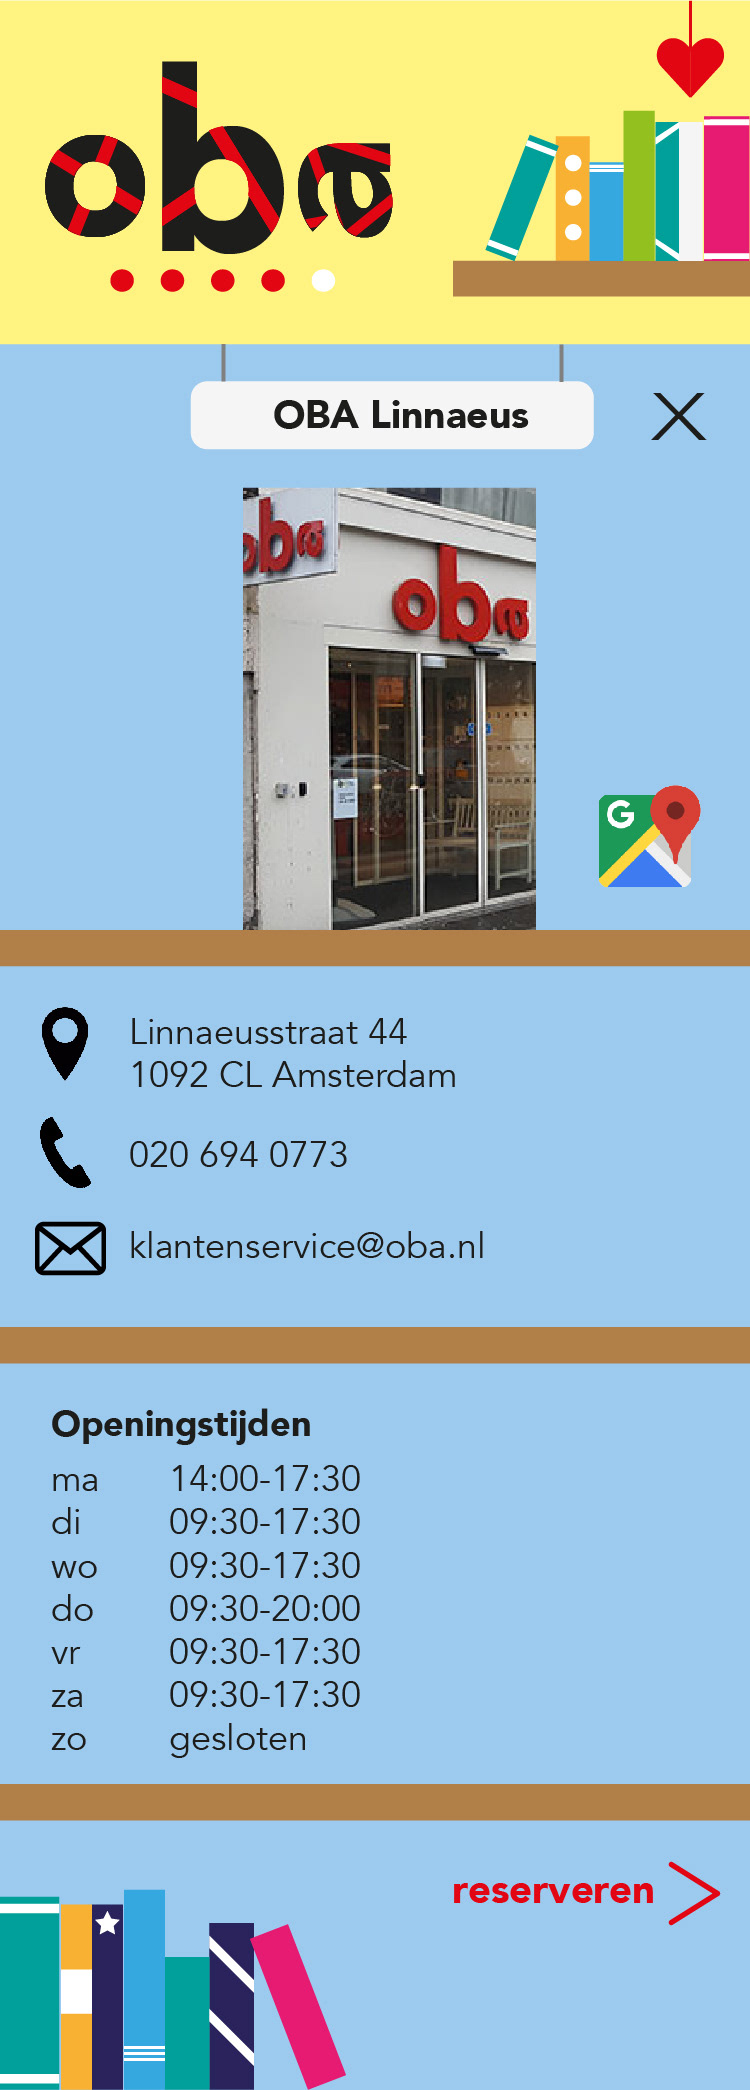 oba
OBA Linnaeus
oba
oba
G
Linnaeusstraat 44
1092 CL Amsterdam
020 694 0773
klantenservice@oba.nl
Openingstijden
ma 14:00-17:30
di 09:30-17:30
wo 09:30-17:30
do 09:30-20:00
vr 09:30-17:30
za 09:30-17:30
zo gesloten
reserveren